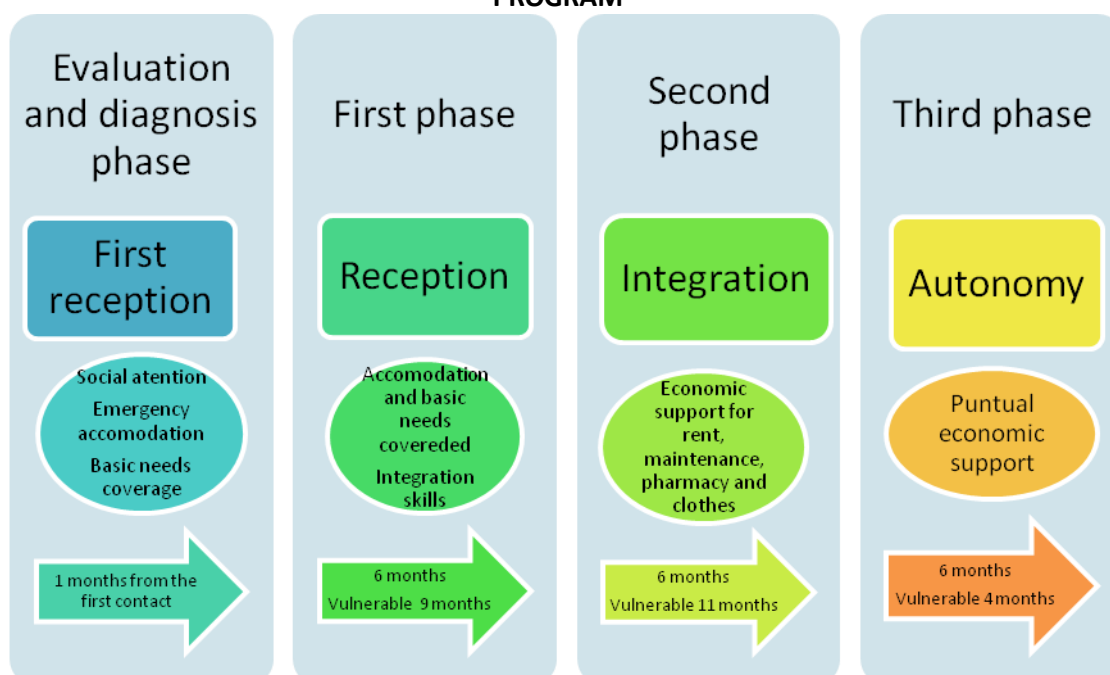 PROGRAM
Evaluation
and diagnosis
phase
First
reception
Social atention
Emergency
accomodation
Basic needs
coverage
1 months from the
first contact
First phase
Reception
Accomodation
and basic
needs
covereded
Integration
skills
6 months
Vulnerable 9 months
Second
phase
Integration
Economic
support for
rent,
maintenance,
pharmacy and
clothes
6 months
Vulnerable 11 months
Third phase
Autonomy
Puntual
economic
support
6 months
Vulnerable 4 months